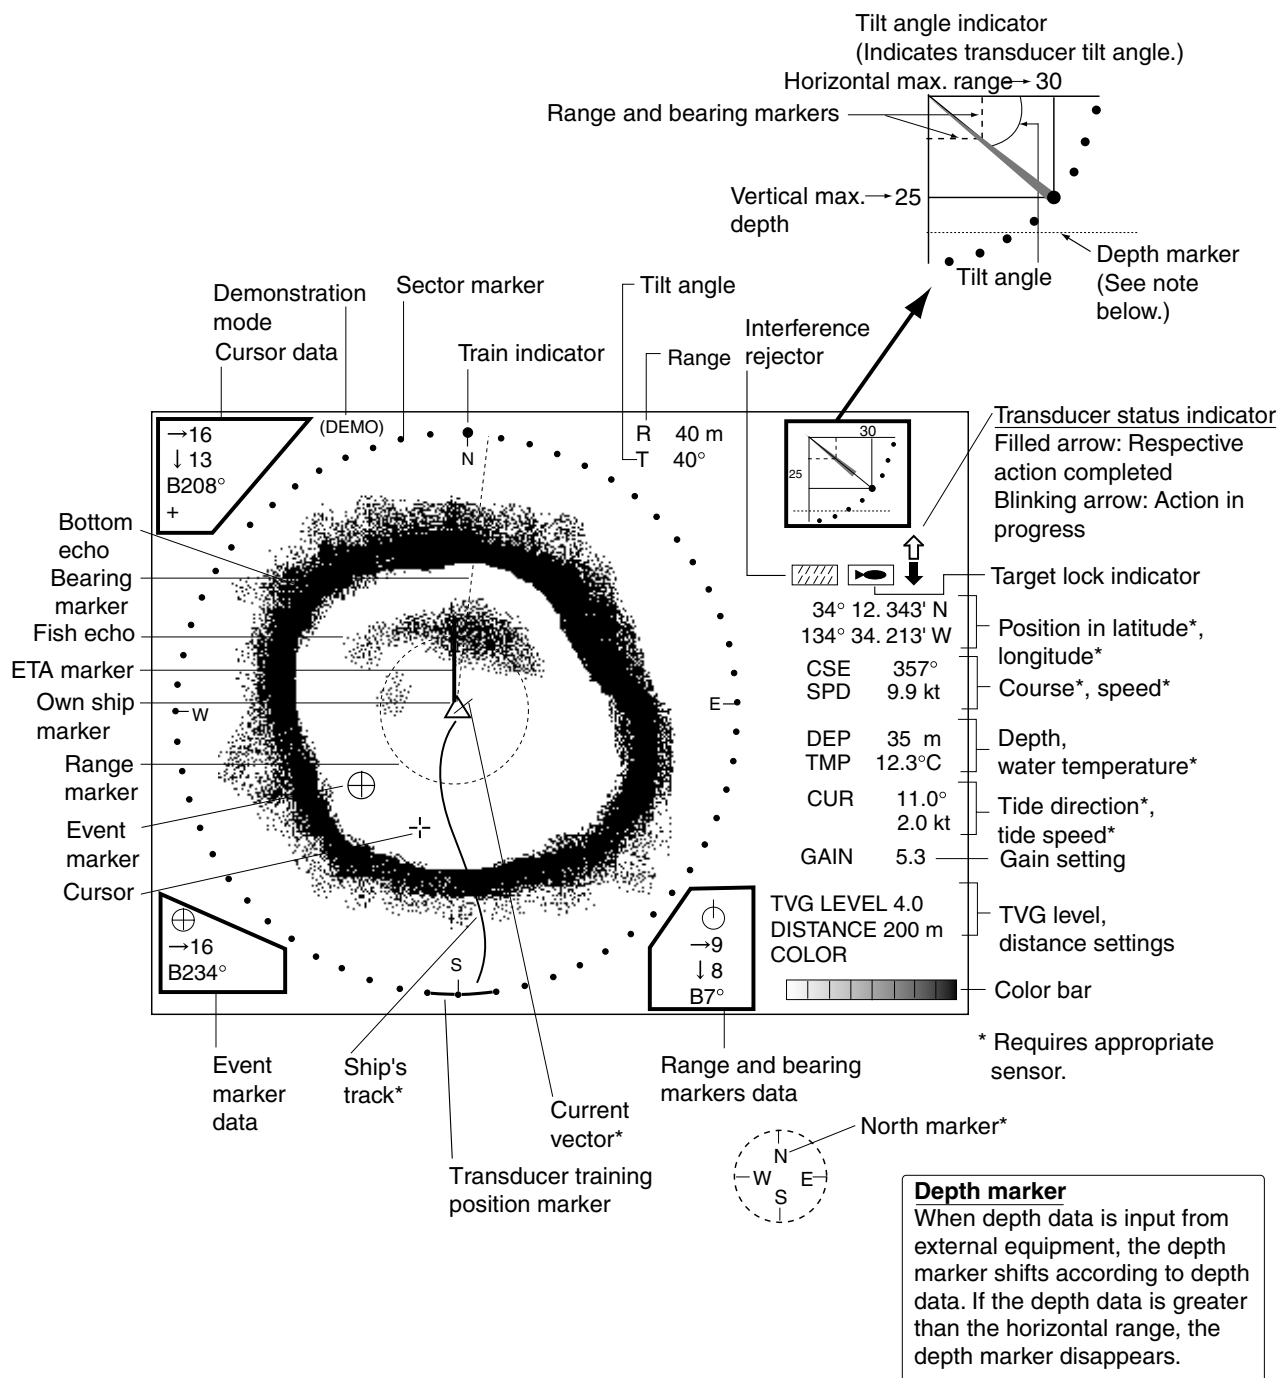 Tilt angle indicator
(Indicates transducer tilt angle.)
Horizontal max. range
30
Range and bearing markers
Vertical max.
depth
25
Depth marker
(See note
below.)
Tilt angle
Demonstration
mode
Cursor data
Sector marker
Train indicator
Tilt angle
Range
Interference
rejector
→16
↓ 13
B208°
+
(DEMO)
N
R 40 m
T 40°
30
25
Transducer status indicator
Filled arrow: Respective
action completed
Blinking arrow: Action in
progress
Target lock indicator
Bottom
echo
Bearing
marker
Fish echo
ETA marker
Own ship
marker
Range
marker
Event
marker
Cursor
W
E
S
34° 12. 343' N
134° 34. 213' W
Position in latitude*,
longitude*
CSE 357°
SPD 9.9 kt
Course*, speed*
DEP 35 m
TMP 12.3°C
Depth,
water temperature*
CUR 11.0°
2.0 kt
Tide direction*,
tide speed*
GAIN 5.3
Gain setting
TVG LEVEL 4.0
DISTANCE 200 m
COLOR
TVG level,
distance settings
Color bar
→16
B234°
→9
↓ 8
B7°
* Requires appropriate
sensor.
Event
marker
data
Ship's
track*
Current
vector*
Transducer training
position marker
Range and bearing
markers data
North marker*
N
W
E
S
Depth marker
When depth data is input from
external equipment, the depth
marker shifts according to depth
data. If the depth data is greater
than the horizontal range, the
depth marker disappears.